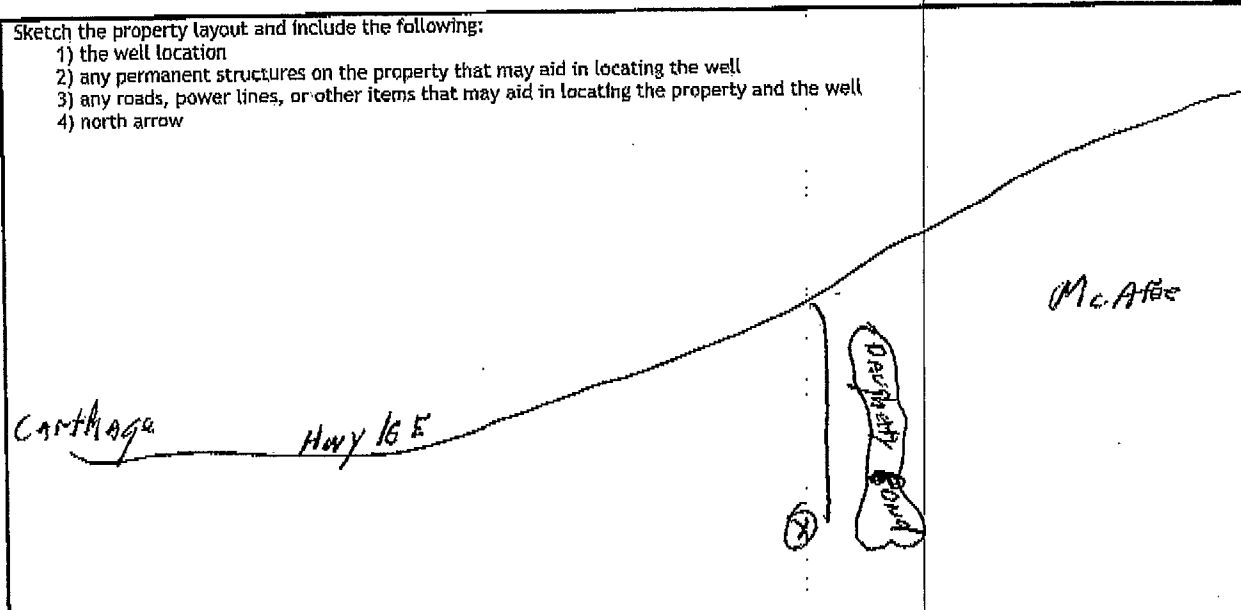 Sketch the property layout and include the following:
1) the well location
2) any permanent structures on the property that may aid in locating the well
3) any roads, power lines, or other items that may aid in locating the property and the well
4) north arrow
McAfee
Carthage
Hwy 16 E
X
Pond